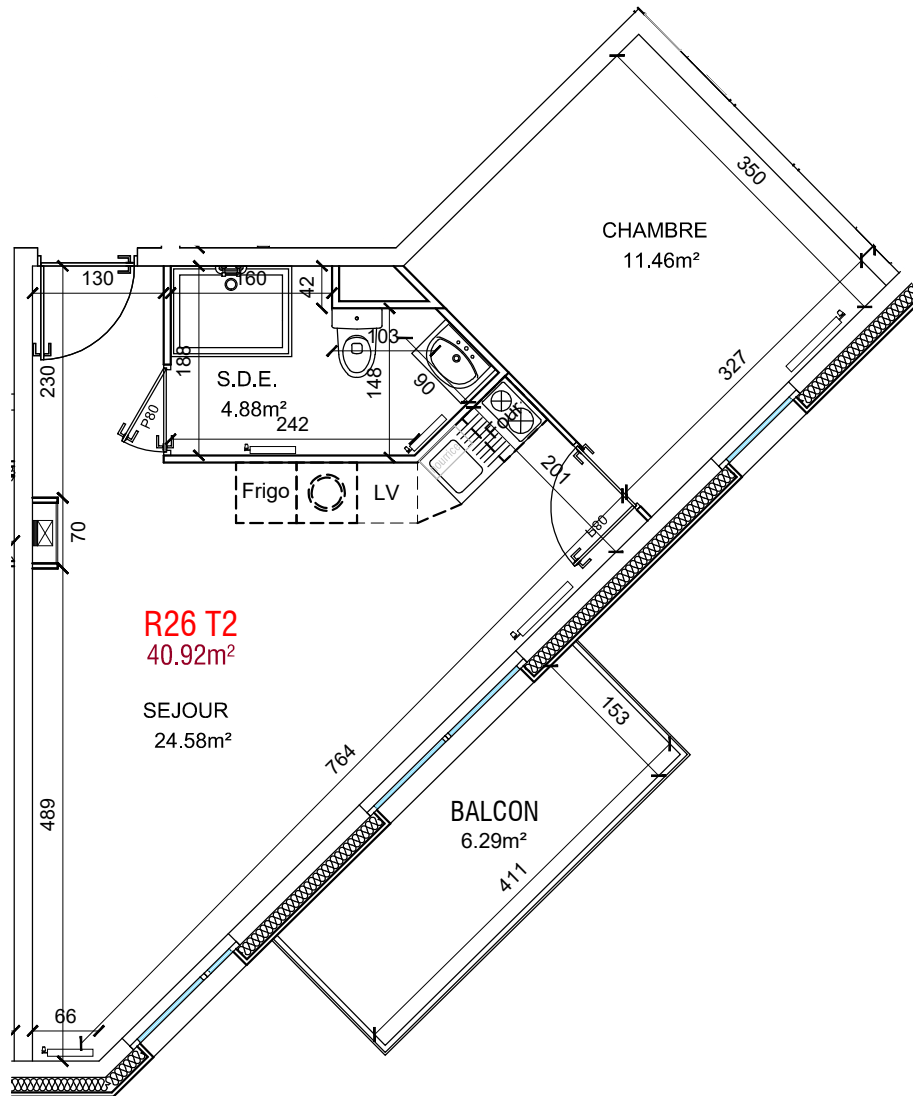 350
CHAMBRE
11.46m²
130
160
42
327
230
188
103
148
90
S.D.E.
4.88m²
P80
242
Four
201
Frigo
LV
P80
70
R26 T2
40.92m²
SEJOUR
24.58m²
153
764
BALCON
6.29m²
489
411
66